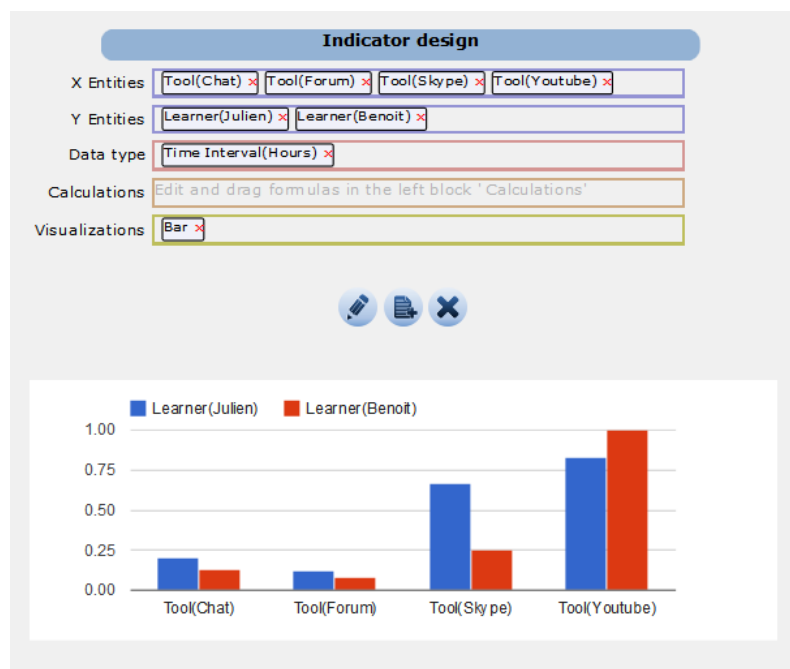 Indicator design
X Entities Tool(Chat) x Tool(Forum) x Tool(Skype) x Tool(Youtube) x
Y Entities Learner(Julien) x Learner(Benoit) x
Data type Time Interval(Hours) x
Calculations Edit and drag formulas in the left block 'Calculations'
Visualizations Bar x
Learner(Julien) Learner(Benoit)
1.00
0.75
0.50
0.25
0.00
Tool(Chat) Tool(Forum) Tool(Skype) Tool(Youtube)